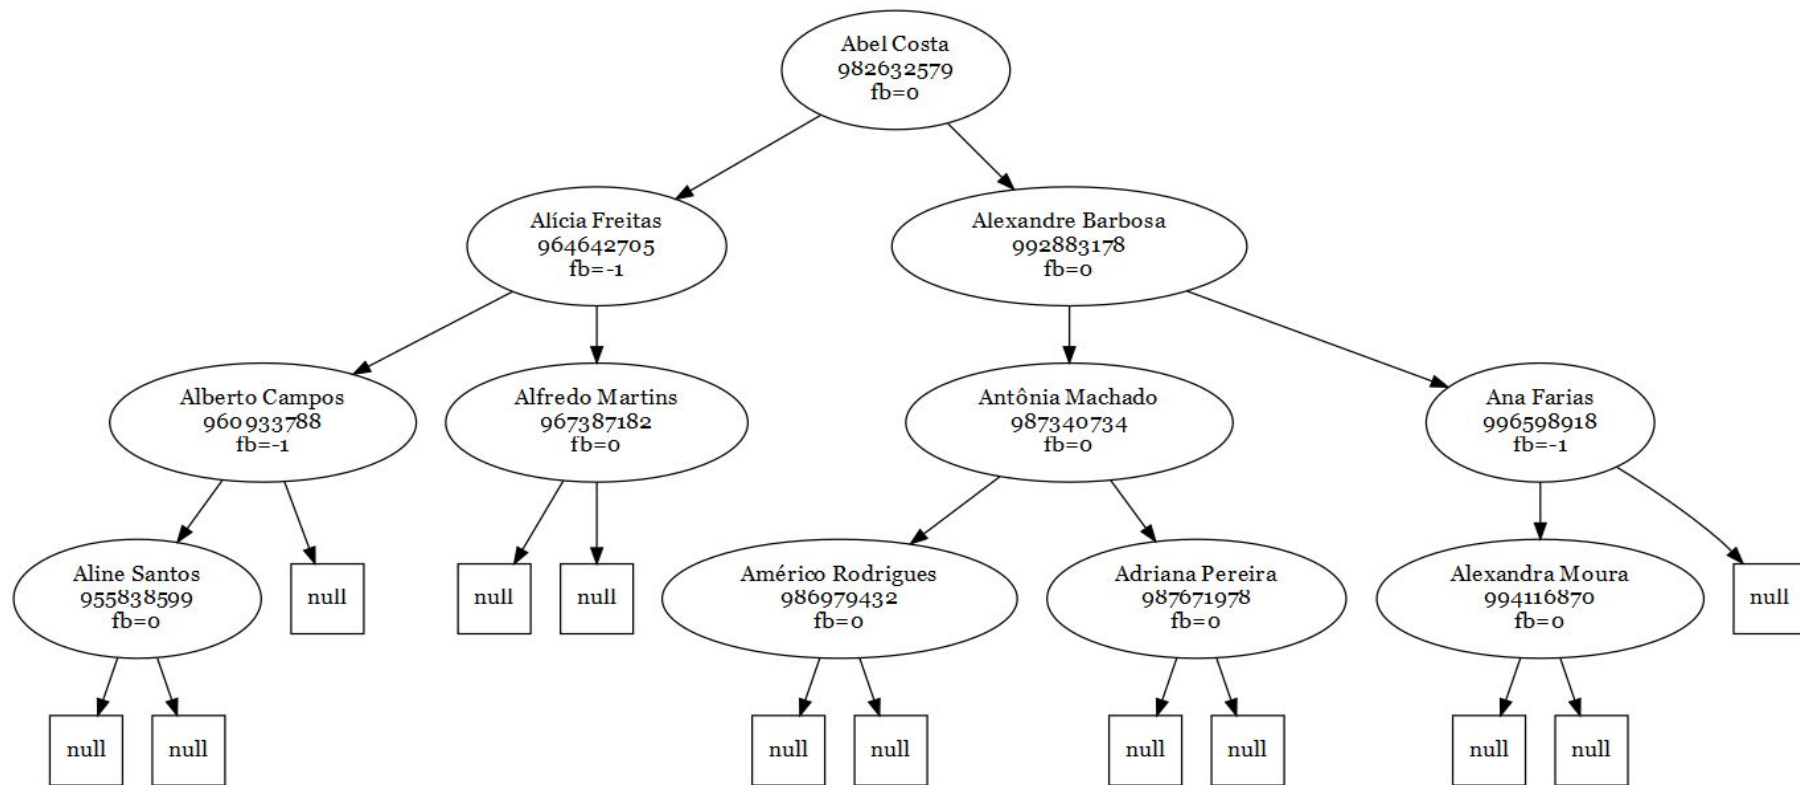 Abel Costa
982632579
fb=0
Alícia Freitas
964642705
fb=-1
Alexandre Barbosa
992883178
fb=0
Alberto Campos
960933788
fb=-1
Alfredo Martins
967387182
fb=0
Antônia Machado
987340734
fb=0
Ana Farias
996598918
fb=-1
Aline Santos
955838599
fb=0
null
null
null
Américo Rodrigues
986979432
fb=0
Adriana Pereira
987671978
fb=0
Alexandra Moura
994116870
fb=0
null
null
null
null
null
null
null
null
null